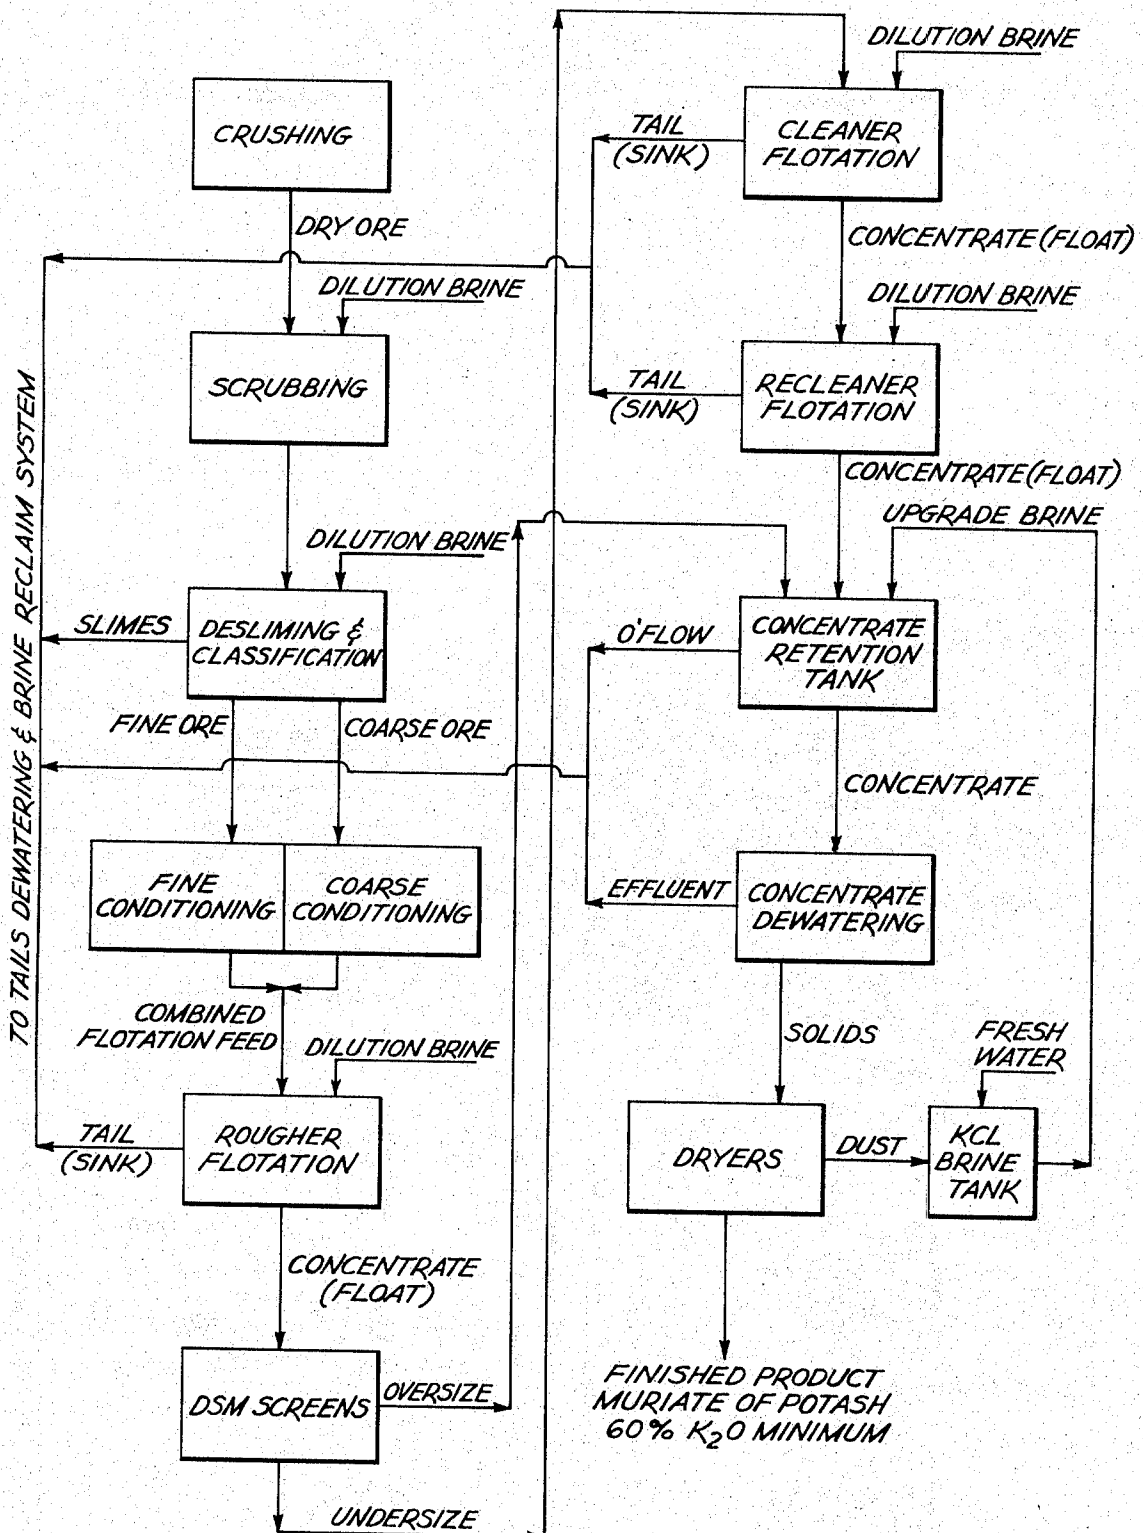 CRUSHING
DRY ORE
DILUTION BRINE
SCRUBBING
DILUTION BRINE
SLIMES
DESLIMING &
CLASSIFICATION
FINE ORE
COARSE ORE
FINE
CONDITIONING
COARSE
CONDITIONING
COMBINED
FLOTATION FEED
DILUTION BRINE
TAIL
(SINK)
ROUGHER
FLOTATION
CONCENTRATE
(FLOAT)
DSM SCREENS
OVERSIZE
UNDERSIZE
TO TAILS DEWATERING & BRINE RECLAIM SYSTEM
DILUTION BRINE
CLEANER
FLOTATION
TAIL
(SINK)
CONCENTRATE (FLOAT)
DILUTION BRINE
RECLEANER
FLOTATION
TAIL
(SINK)
CONCENTRATE (FLOAT)
UPGRADE BRINE
CONCENTRATE
RETENTION
TANK
O'FLOW
CONCENTRATE
CONCENTRATE
DEWATERING
EFFLUENT
SOLIDS
FRESH
WATER
DRYERS
DUST
KCL
BRINE
TANK
FINISHED PRODUCT
MURIATE OF POTASH
60% K₂O MINIMUM